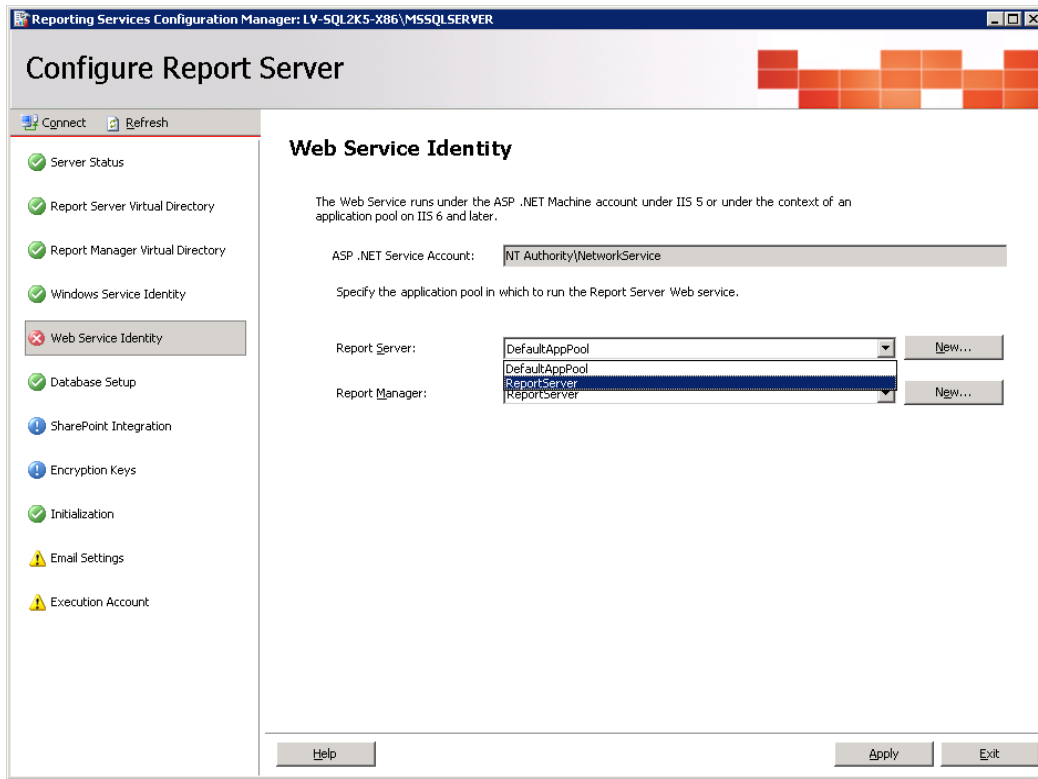 Reporting Services Configuration Manager: LV-SQL2K5-X86\MSSQLSERVER
Configure Report Server
Connect
Refresh
Server Status
Report Server Virtual Directory
Report Manager Virtual Directory
Windows Service Identity
Web Service Identity
Database Setup
SharePoint Integration
Encryption Keys
Initialization
Email Settings
Execution Account
Web Service Identity
The Web Service runs under the ASP .NET Machine account under IIS 5 or under the context of an
application pool on IIS 6 and later.
ASP .NET Service Account:
NT Authority\NetworkService
Specify the application pool in which to run the Report Server Web service.
Report Server:
DefaultAppPool
New...
DefaultAppPool
ReportServer
Report Manager:
ReportServer
New...
Help
Apply
Exit